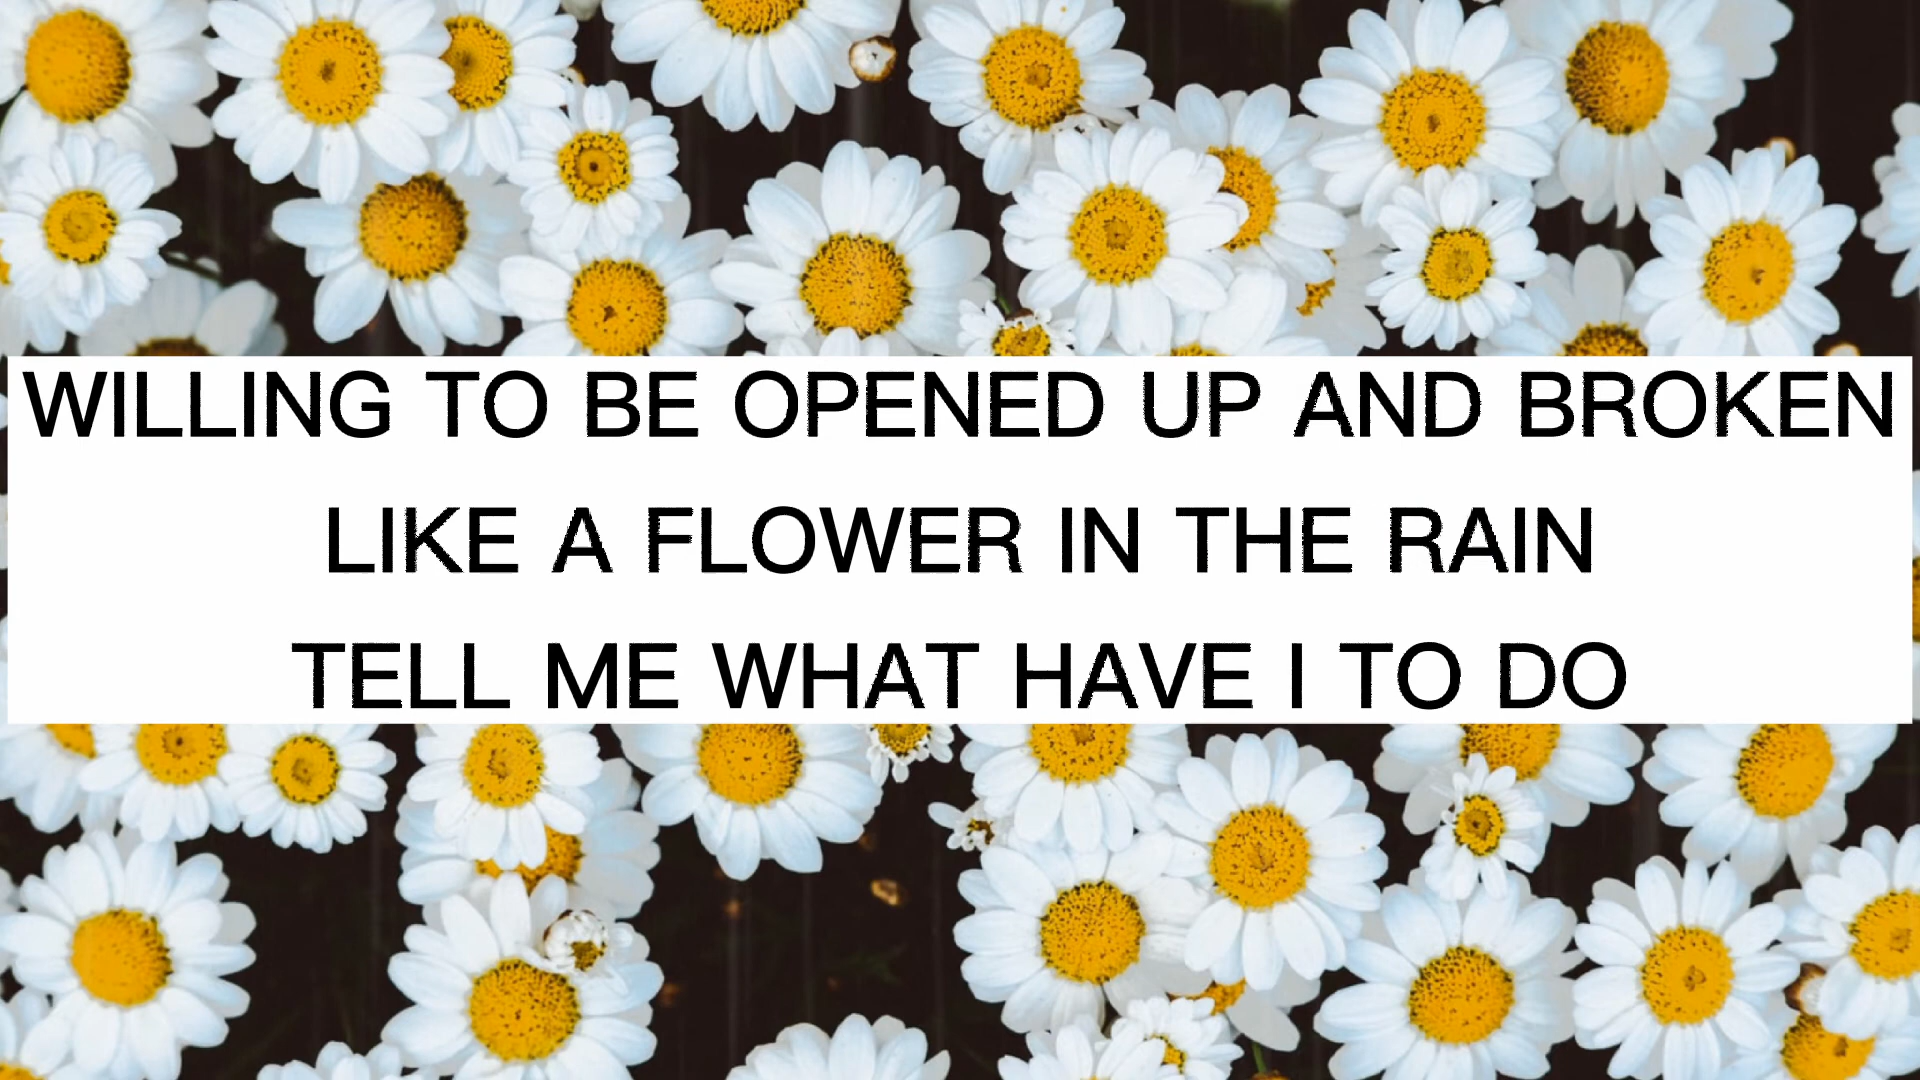 WILLING TO BE OPENED UP AND BROKEN
LIKE A FLOWER IN THE RAIN
TELL ME WHAT HAVE I TO DO